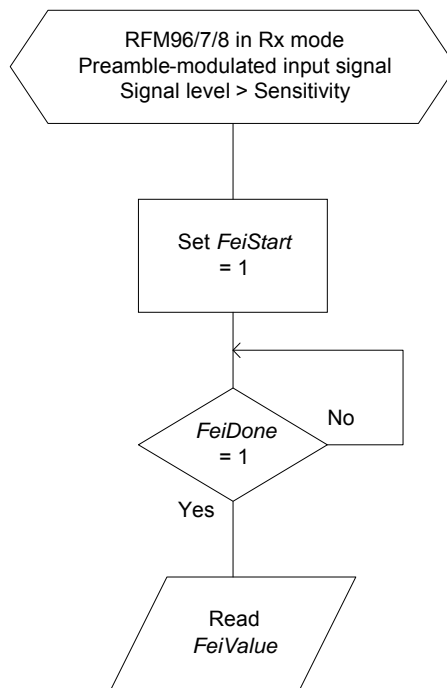 RFM96/7/8 in Rx mode
Preamble-modulated input signal
Signal level > Sensitivity
Set FeiStart
= 1
No
FeiDone
= 1
Yes
Read
FeiValue